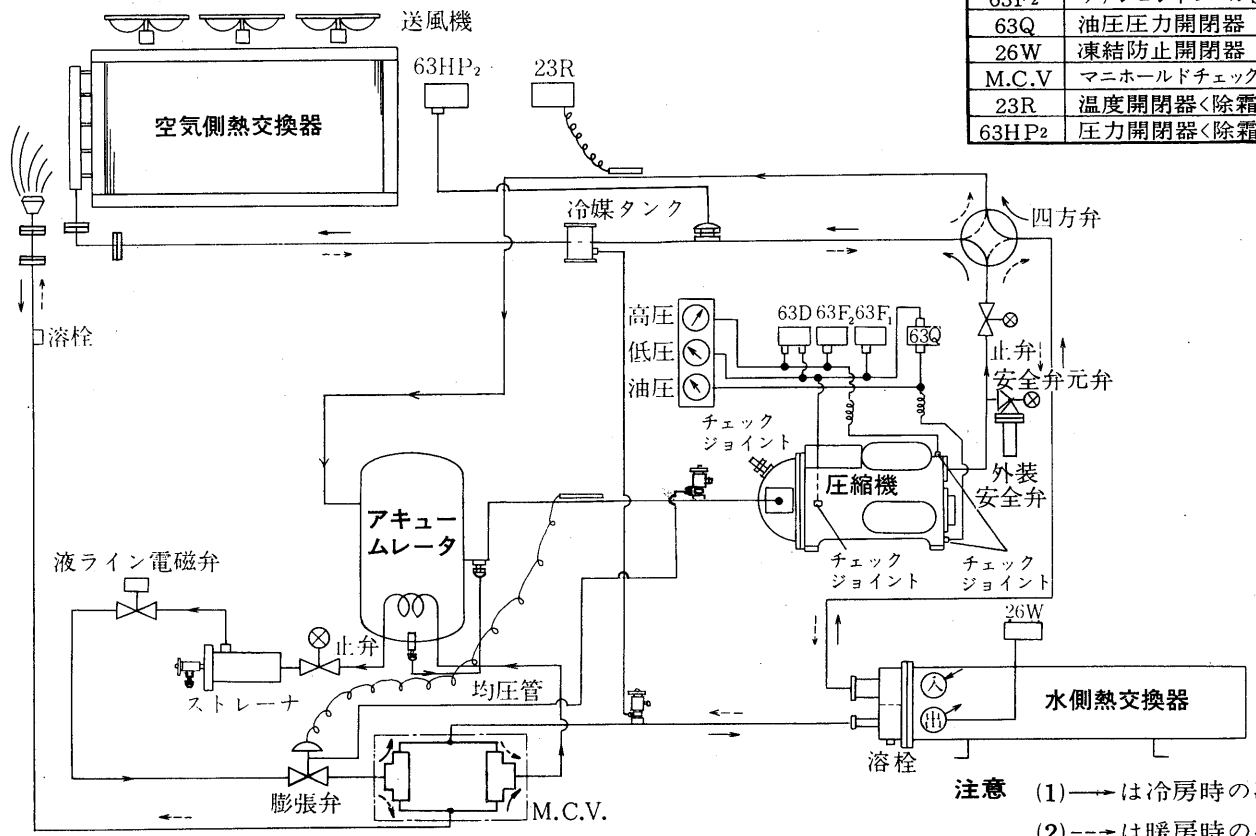 送風機
63Q 油圧圧力開閉器
26W 凍結防止開閉器
M.C.V マニホールドチェック
23R 温度開閉器<除霜
63HP₂ 圧力開閉器<除霜
63HP₂
23R
空気側熱交換器
冷媒タンク
四方弁
溶栓
高圧
低圧
油圧
63D
63F₂
63F₁
63Q
止弁
安全弁元弁
外装
安全弁
チェック
ジョイント
圧縮機
チェック
ジョイント
チェック
ジョイント
アキュー
ムレータ
液ライン電磁弁
止弁
ストレーナ
均圧管
膨張弁
M.C.V.
26W
入
出
水側熱交換器
溶栓
注意 (1)→は冷房時の
(2)--→は暖房時の